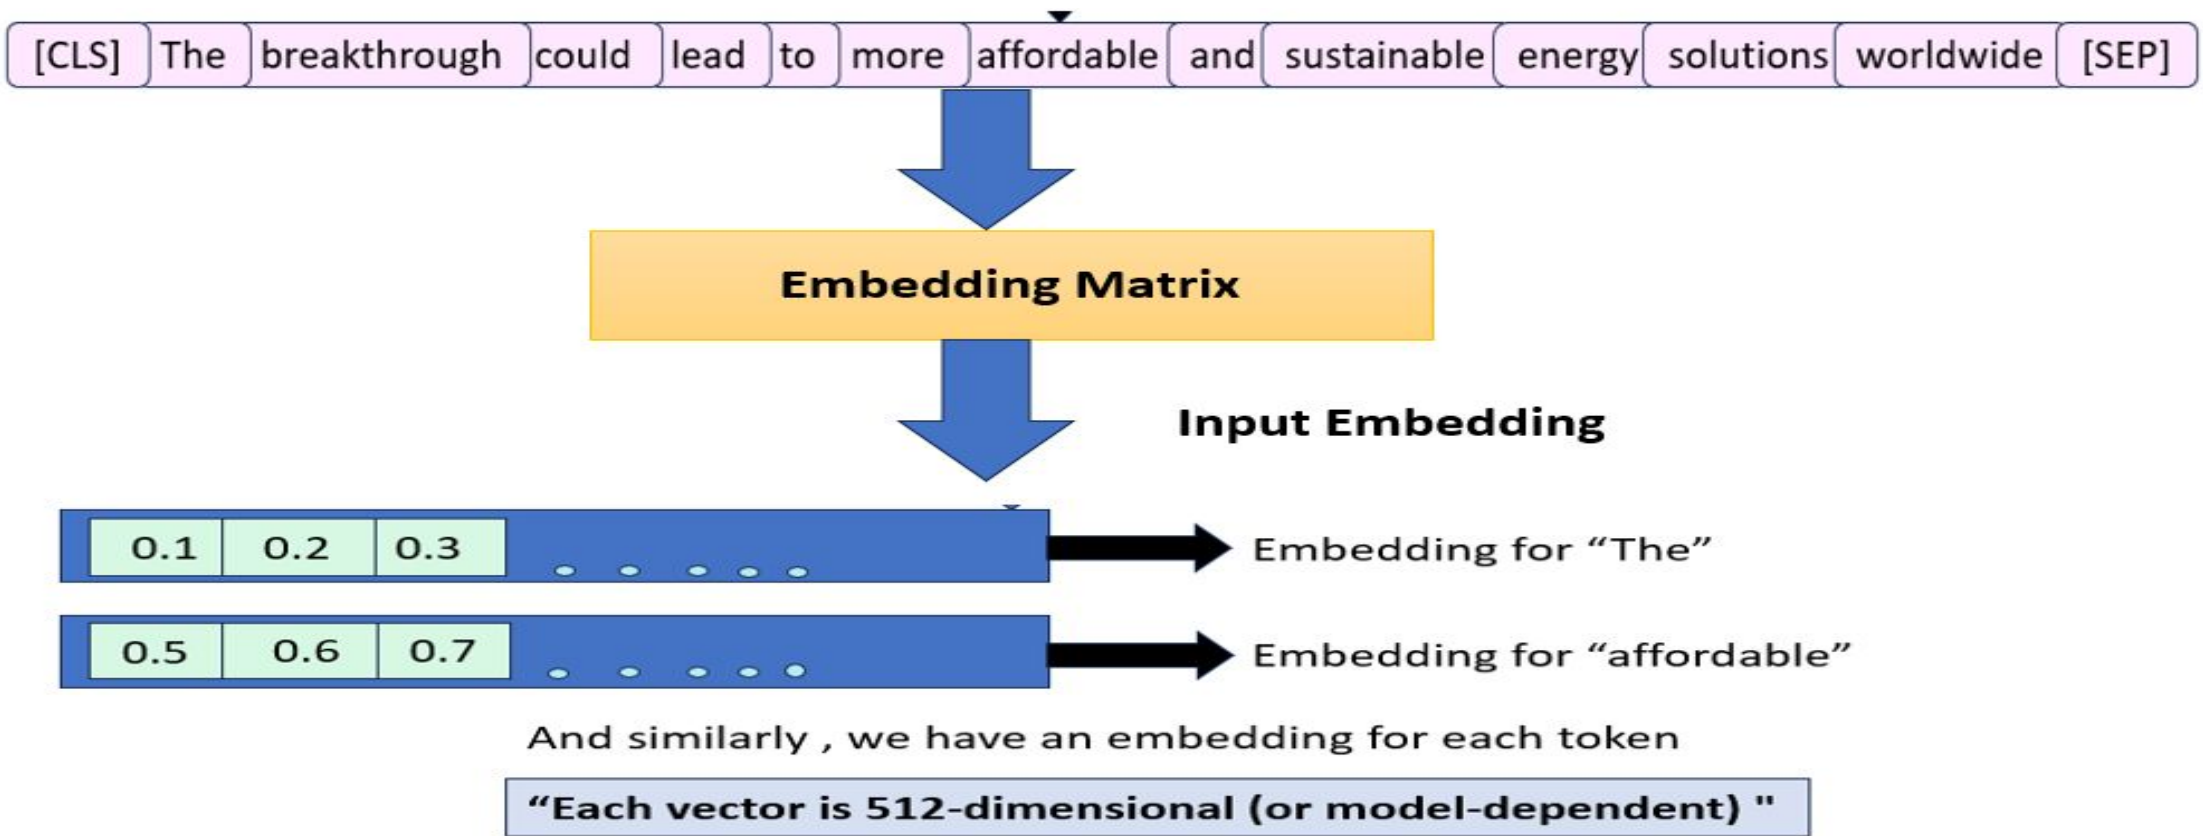 [CLS] The breakthrough could lead to more affordable and sustainable energy solutions worldwide [SEP]
Embedding Matrix
Input Embedding
0.1 0.2 0.3 Embedding for “The”
0.5 0.6 0.7 Embedding for “affordable”
And similarly , we have an embedding for each token
“Each vector is 512-dimensional (or model-dependent) "